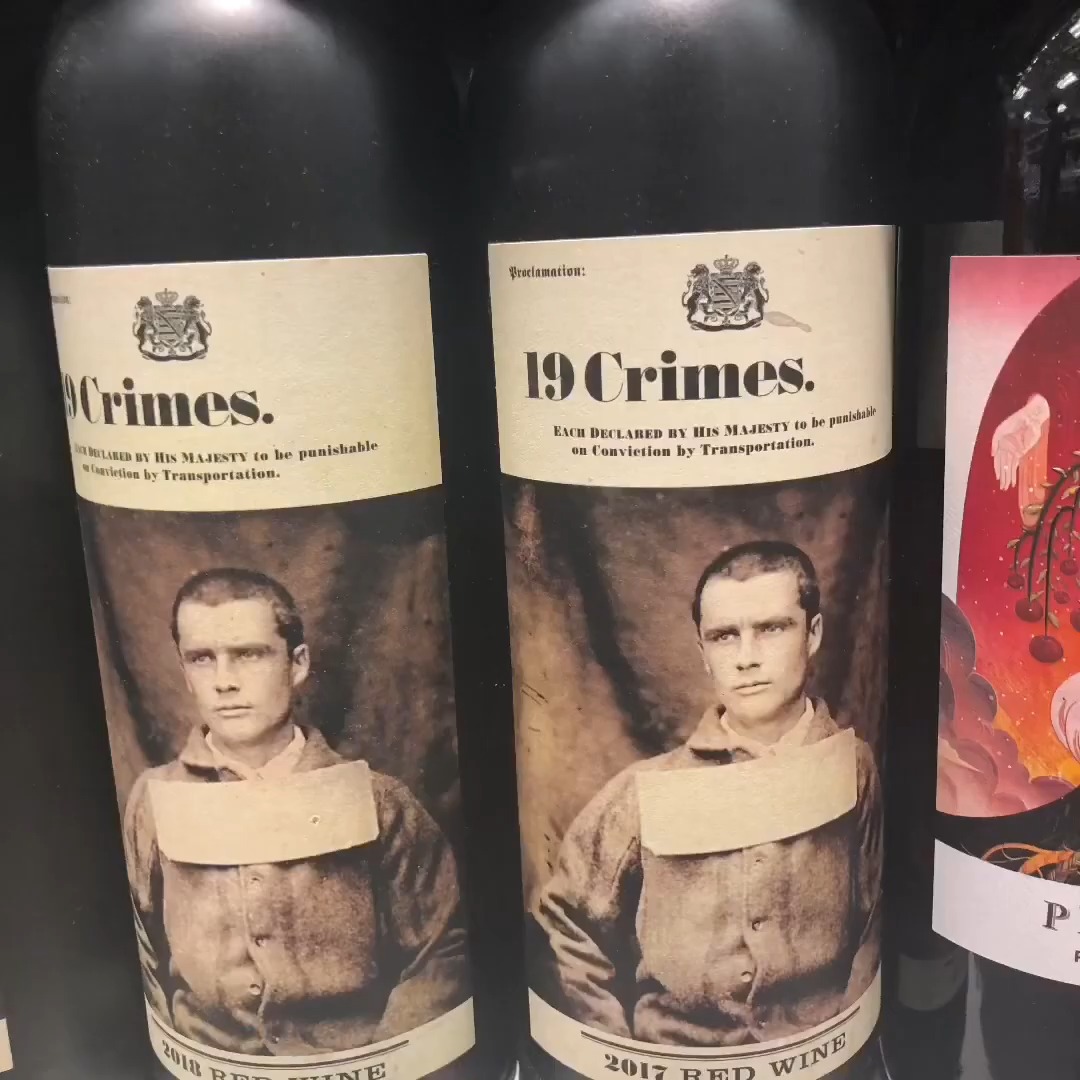 19 Crimes.
EACH DECLARED BY HIS MAJESTY to be punishable
on Conviction by Transportation.
2018 RED WINE
Proclamation:
19 Crimes.
EACH DECLARED BY HIS MAJESTY to be punishable
on Conviction by Transportation.
2017 RED WINE